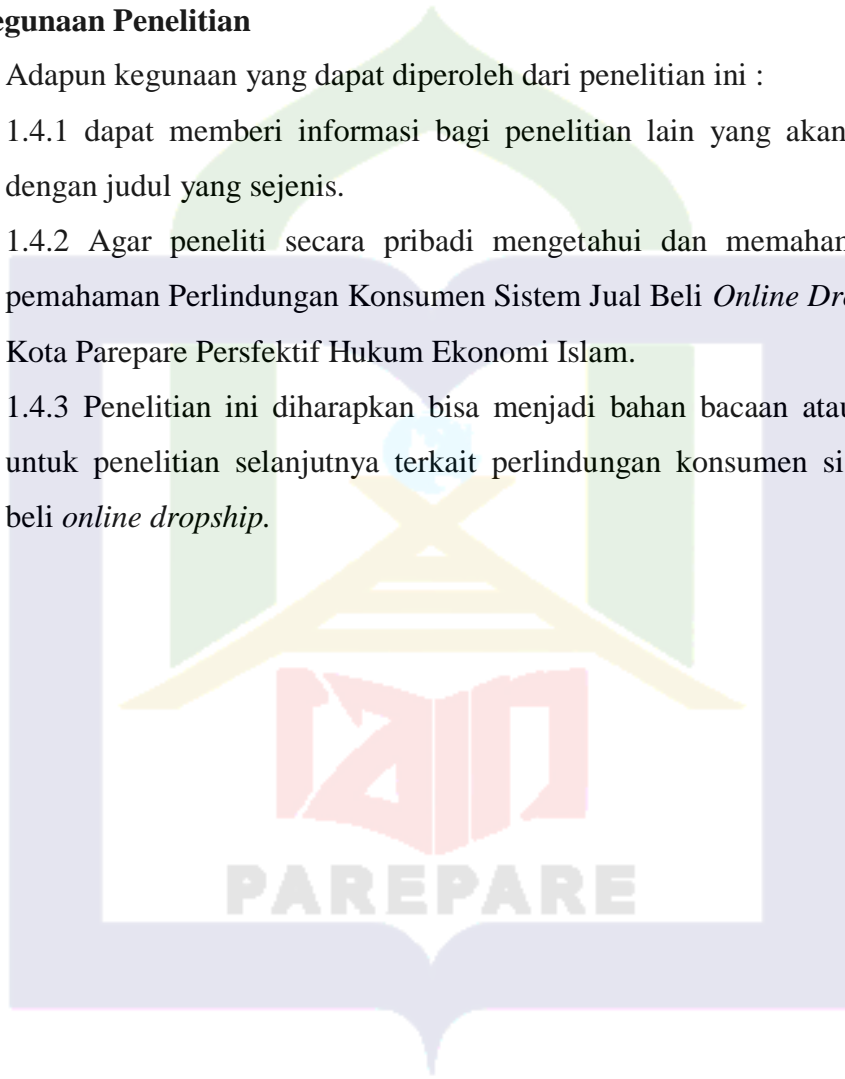 egunaan Penelitian
Adapun kegunaan yang dapat diperoleh dari penelitian ini :
1.4.1 dapat memberi informasi bagi penelitian lain yang akan
dengan judul yang sejenis.
1.4.2 Agar peneliti secara pribadi mengetahui dan memaham
pemahaman Perlindungan Konsumen Sistem Jual Beli Online Dro
Kota Parepare Persfektif Hukum Ekonomi Islam.
1.4.3 Penelitian ini diharapkan bisa menjadi bahan bacaan atau
untuk penelitian selanjutnya terkait perlindungan konsumen si
beli online dropship.
iain
PAREPARE